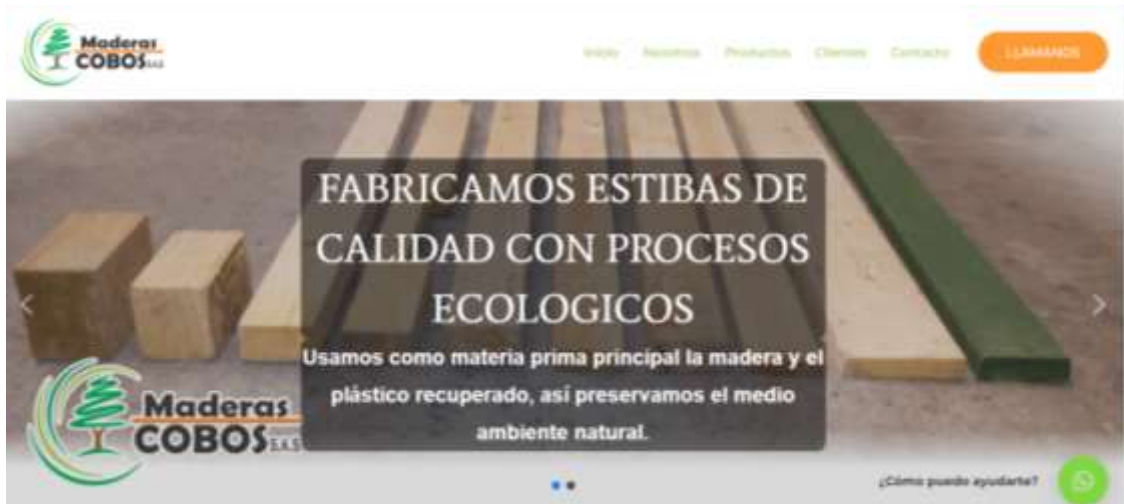 Maderas
COBOS S.A.S
Inicio Nosotros Productos Clientes Contacto LLAMANOS
FABRICAMOS ESTIBAS DE
CALIDAD CON PROCESOS
ECOLOGICOS
Usamos como materia prima principal la madera y el
plástico recuperado, así preservamos el medio
ambiente natural.
Maderas
COBOS S.A.S
¿Cómo puedo ayudarte?